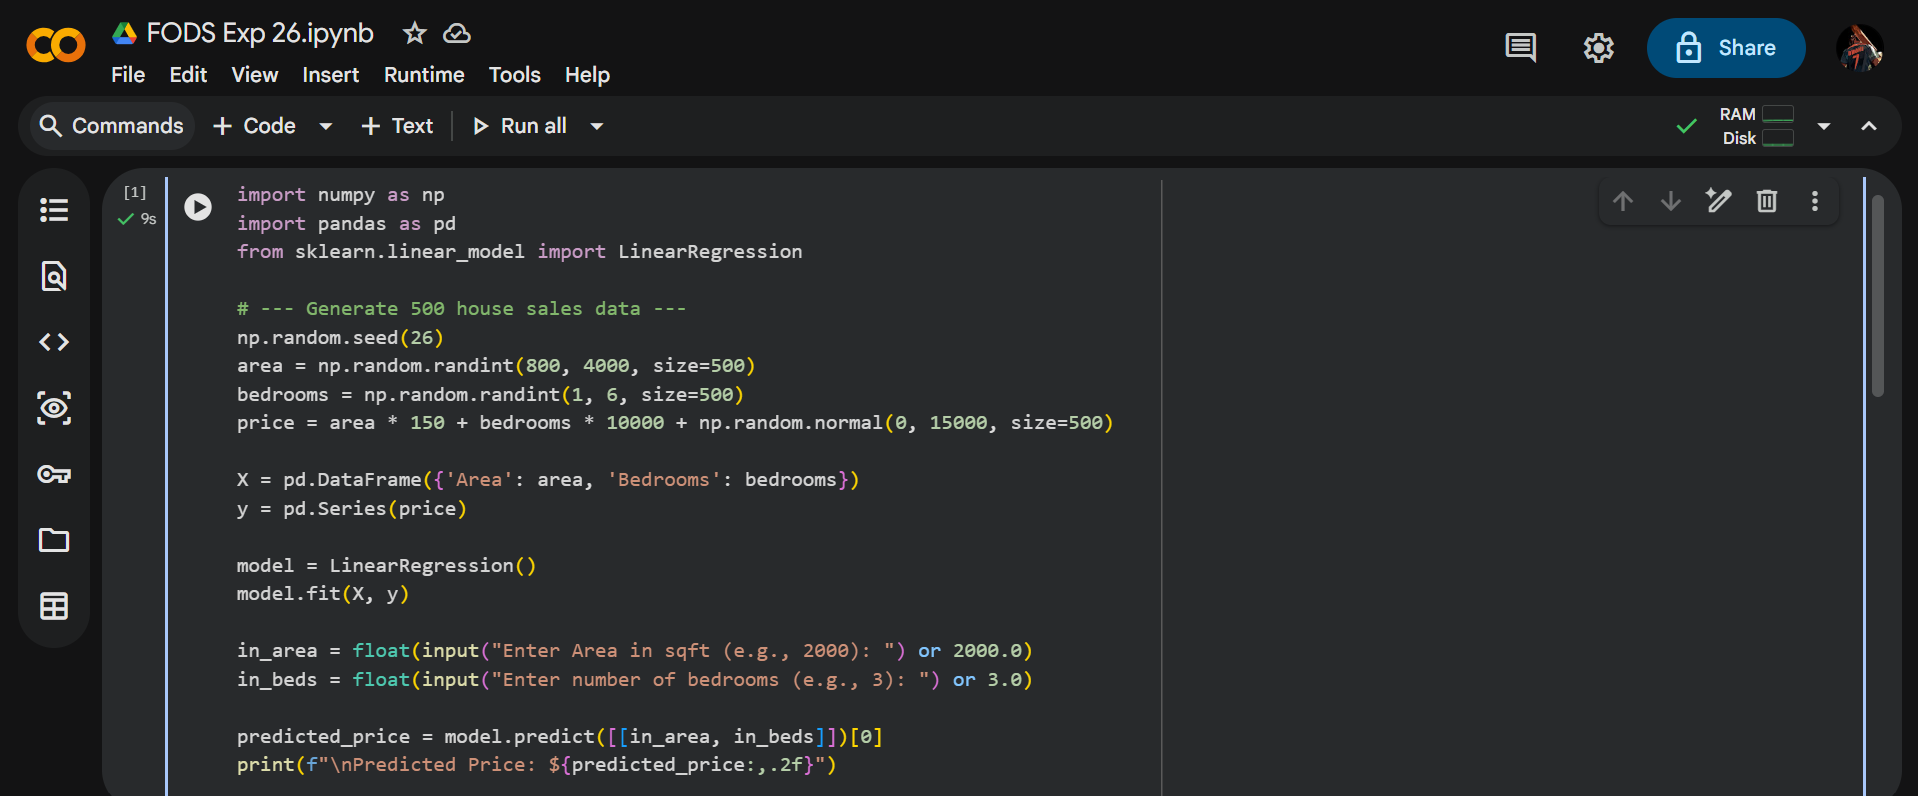 FODS Exp 26.ipynb
File Edit View Insert Runtime Tools Help
Share
Commands + Code + Text Run all
RAM
Disk
[1]
9s
import numpy as np
import pandas as pd
from sklearn.linear_model import LinearRegression
# --- Generate 500 house sales data ---
np.random.seed(26)
area = np.random.randint(800, 4000, size=500)
bedrooms = np.random.randint(1, 6, size=500)
price = area * 150 + bedrooms * 10000 + np.random.normal(0, 15000, size=500)
X = pd.DataFrame({'Area': area, 'Bedrooms': bedrooms})
y = pd.Series(price)
model = LinearRegression()
model.fit(X, y)
in_area = float(input("Enter Area in sqft (e.g., 2000): ") or 2000.0)
in_beds = float(input("Enter number of bedrooms (e.g., 3): ") or 3.0)
predicted_price = model.predict([[in_area, in_beds]])[0]
print(f"\nPredicted Price: ${predicted_price:,.2f}")